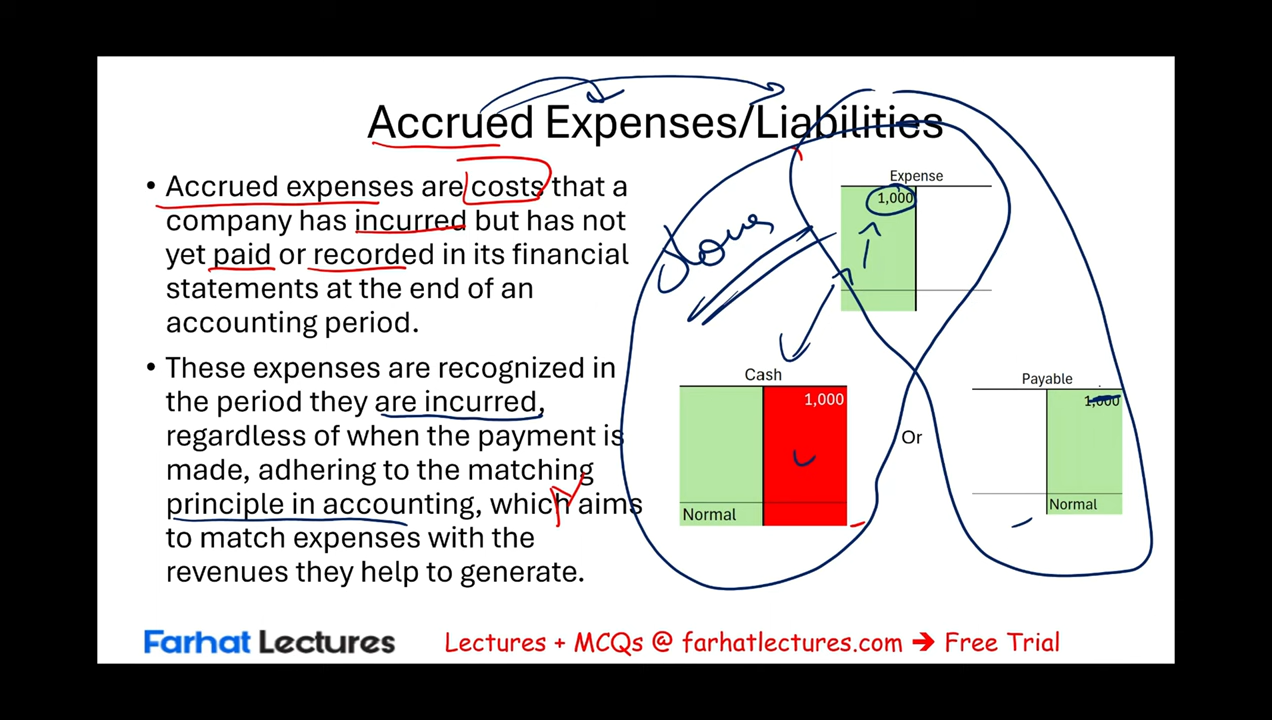 Accrued Expenses/Liabilities
• Accrued expenses are costs that a
company has incurred but has not
yet paid or recorded in its financial
statements at the end of an
accounting period.
• These expenses are recognized in
the period they are incurred,
regardless of when the payment is
made, adhering to the matching
principle in accounting, which aims
to match expenses with the
revenues they help to generate.
Expense
1,000
Cash
1,000
Normal
Or
Payable
1,000
Normal
Farhat Lectures
Lectures + MCQs @ farhatlectures.com ➔ Free Trial